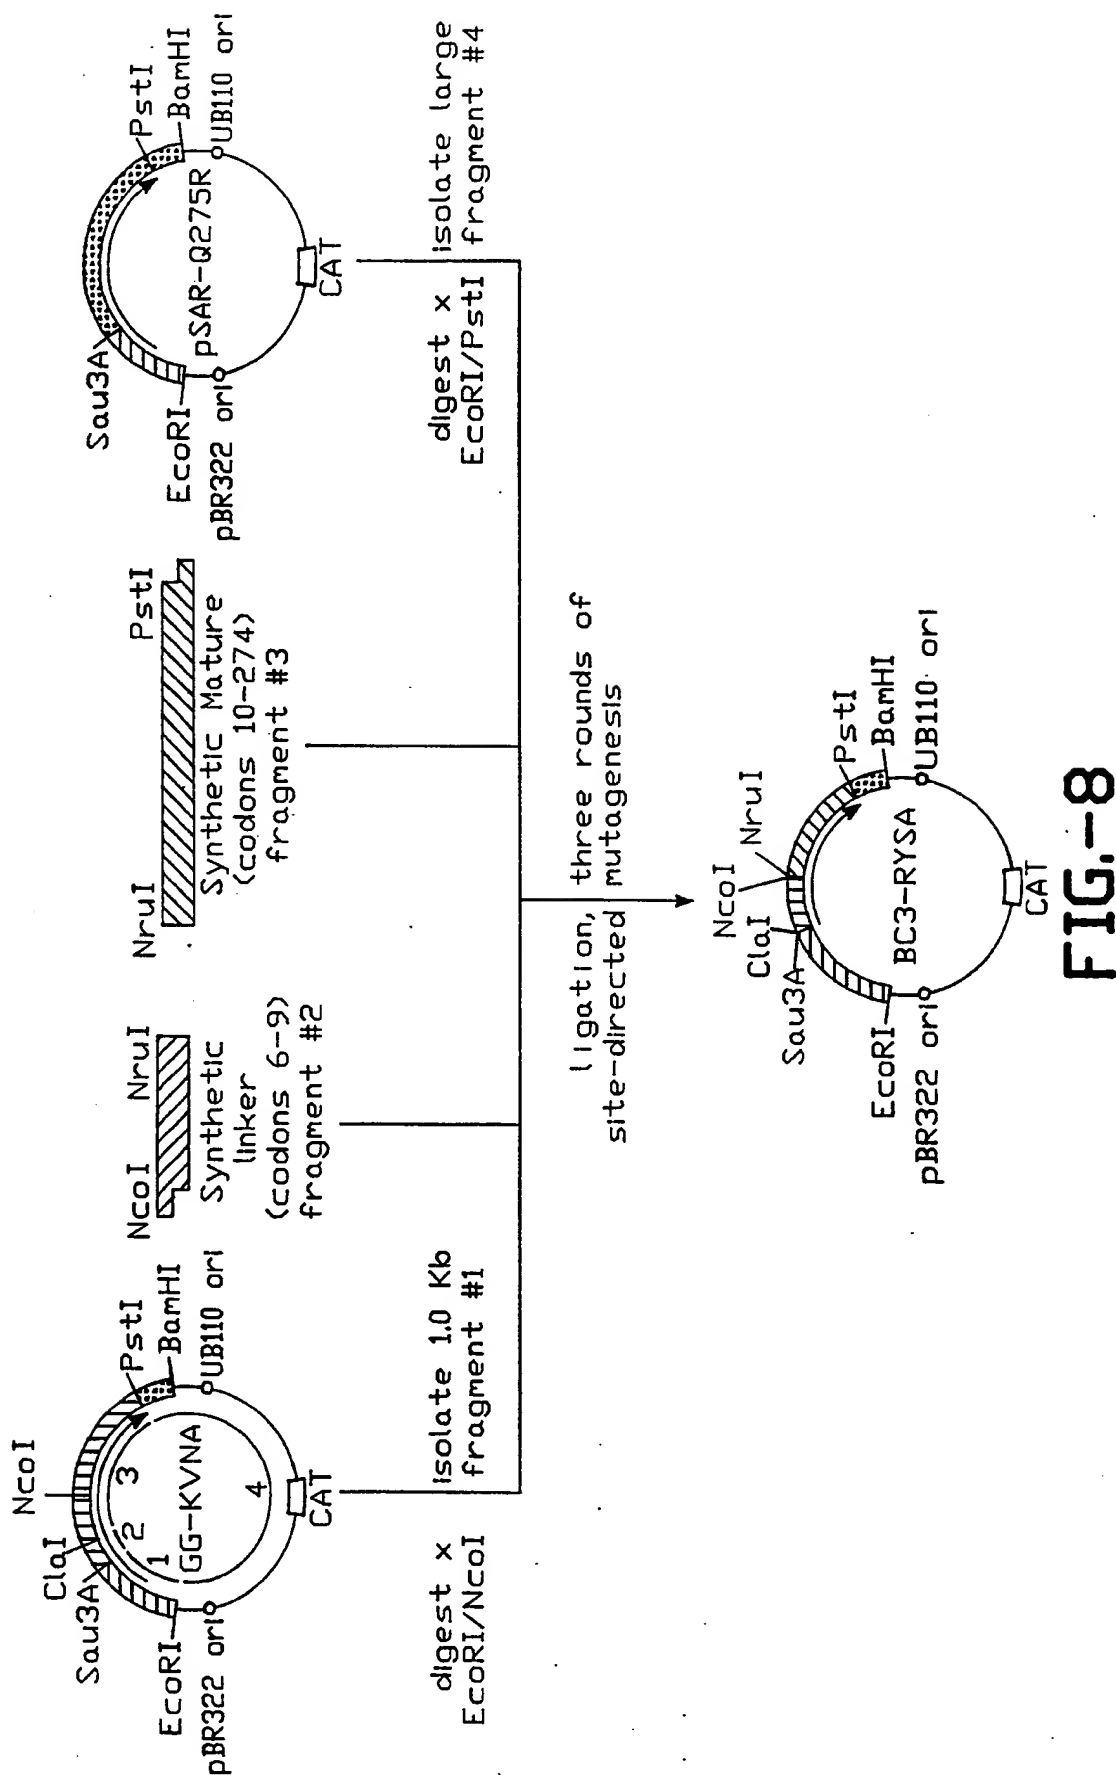 NcoI
ClaI
Sau3A
PstI
EcoRI
BamHI
pBR322 ori
UB110 ori
1
2
3
4
GG-KVNA
CAT
digest x
EcoRI/NcoI
isolate 1.0 Kb
fragment #1
NcoI
NruI
Synthetic
linker
(codons 6-9)
fragment #2
NruI
PstI
Synthetic Mature
(codons 10-274)
fragment #3
Sau3A
PstI
EcoRI
BamHI
pBR322 ori
UB110 ori
pSAR-Q275R
CAT
digest x
EcoRI/PstI
isolate large
fragment #4
ligation, three rounds of
site-directed mutagenesis
NcoI
ClaI
NruI
Sau3A
PstI
EcoRI
BamHI
pBR322 ori
UB110 ori
BC3-RYSA
CAT
FIG.-8